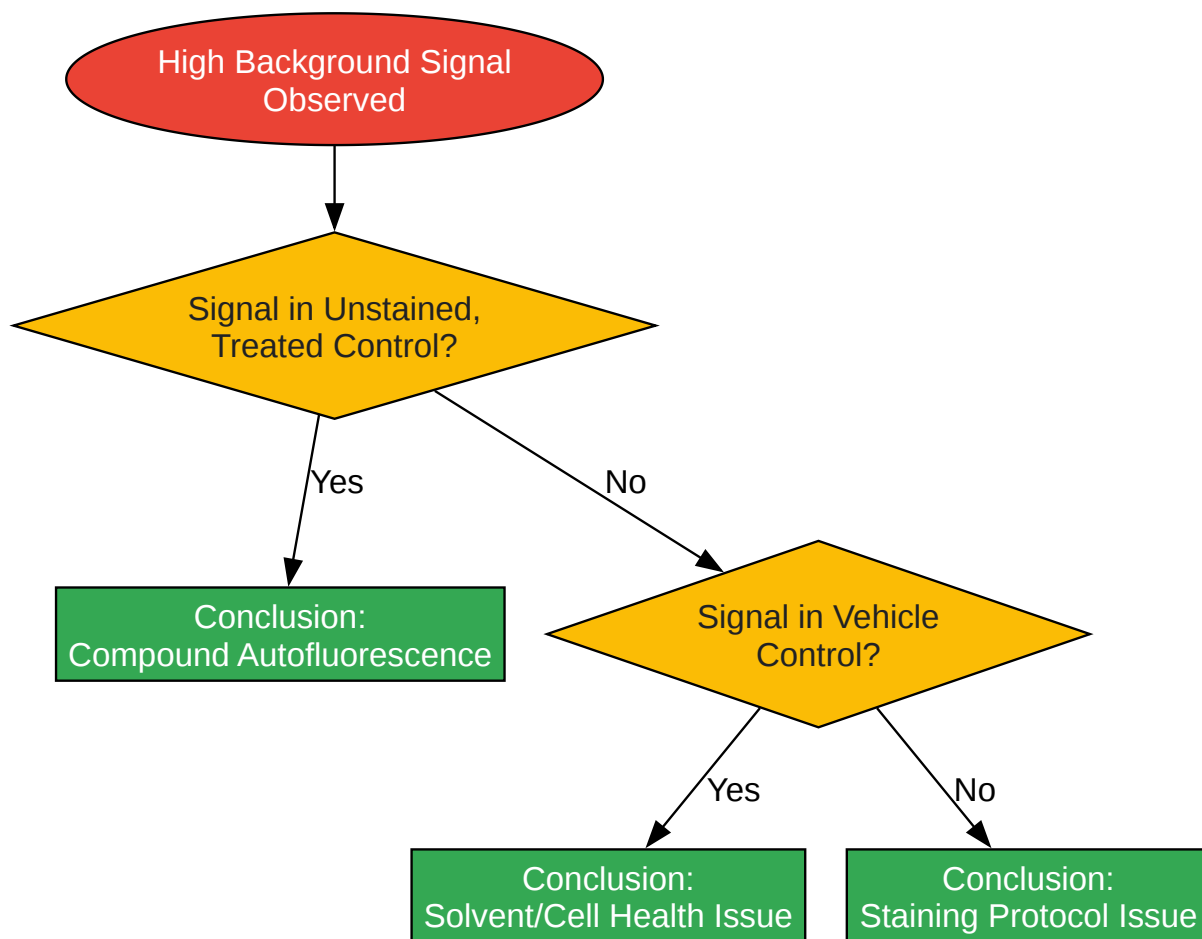 High Background Signal
Observed
Signal in Unstained,
Treated Control?
Yes
No
Conclusion:
Compound Autofluorescence
Signal in Vehicle
Control?
Yes
No
Conclusion:
Solvent/Cell Health Issue
Conclusion:
Staining Protocol Issue